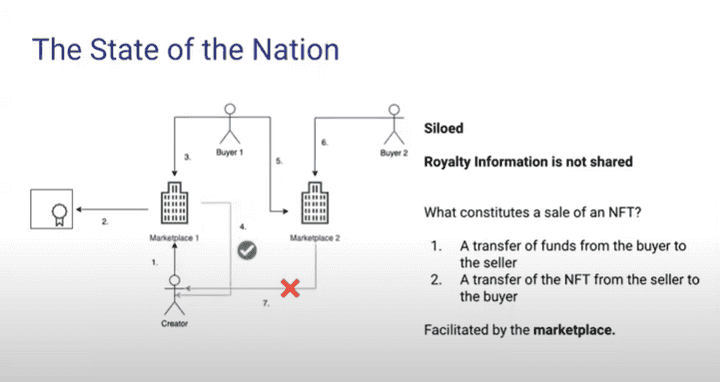 The State of the Nation
Siloed
Royalty Information is not shared
What constitutes a sale of an NFT?
1. A transfer of funds from the buyer to
the seller
2. A transfer of the NFT from the seller to
the buyer
Facilitated by the marketplace.
3.
Buyer 1
5.
6.
Buyer 2
2.
Marketplace 1
4.
Marketplace 2
1.
7.
Creator